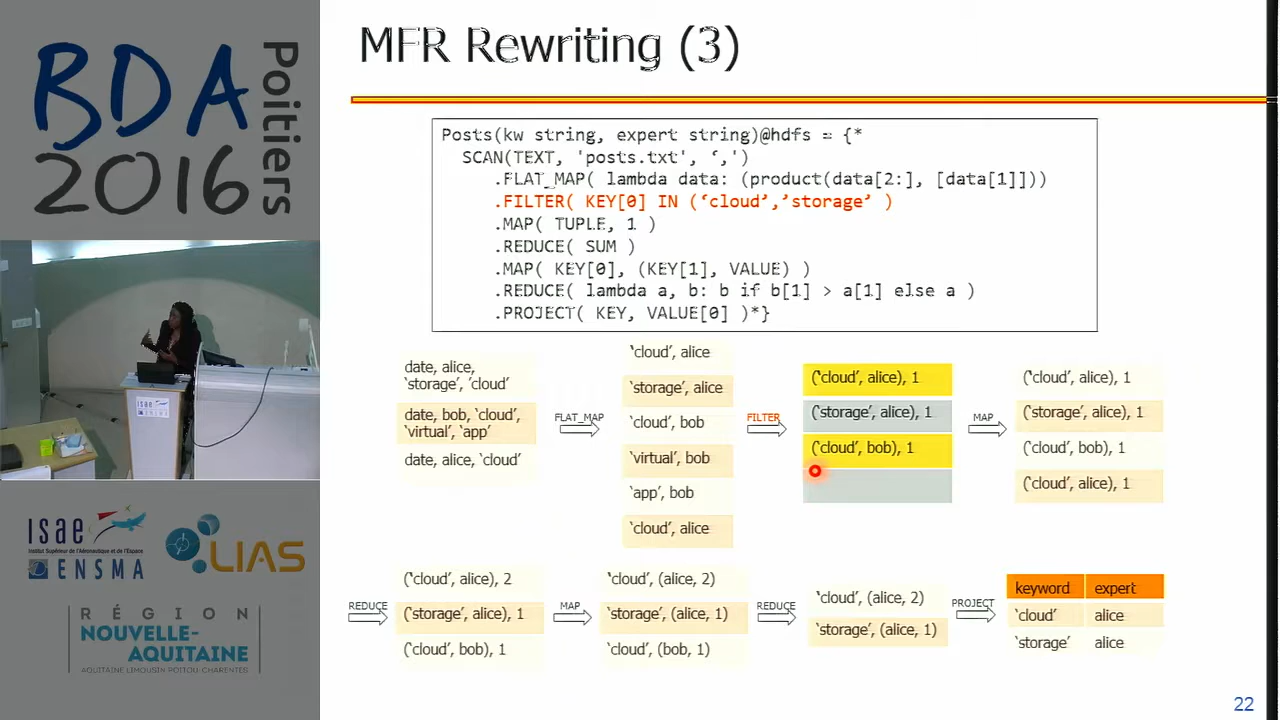 BDA
2016
Poitiers
MFR Rewriting (3)
Posts(kw string, expert string)@hdfs = {*
SCAN(TEXT, 'posts.txt', ‘,’)
.FLAT_MAP( lambda data: (product(data[2:], [data[1]]))
.FILTER( KEY[0] IN (‘cloud’,’storage’ )
.MAP( TUPLE, 1 )
.REDUCE( SUM )
.MAP( KEY[0], (KEY[1], VALUE) )
.REDUCE( lambda a, b: b if b[1] > a[1] else a )
.PROJECT( KEY, VALUE[0] )*}
date, alice,
‘storage’, ‘cloud’
date, bob, ‘cloud’,
‘virtual’, ‘app’
date, alice, ‘cloud’
FLAT_MAP
‘cloud’, alice
‘storage’, alice
‘cloud’, bob
‘virtual’, bob
‘app’, bob
‘cloud’, alice
FILTER
(‘cloud’, alice), 1
(‘storage’, alice), 1
(‘cloud’, bob), 1
MAP
(‘cloud’, alice), 1
(‘storage’, alice), 1
(‘cloud’, bob), 1
(‘cloud’, alice), 1
REDUCE
(‘cloud’, alice), 2
(‘storage’, alice), 1
(‘cloud’, bob), 1
MAP
‘cloud’, (alice, 2)
‘storage’, (alice, 1)
‘cloud’, (bob, 1)
REDUCE
‘cloud’, (alice, 2)
‘storage’, (alice, 1)
PROJECT
keyword expert
‘cloud’ alice
‘storage’ alice
22
isae
Institut Supérieur de l'Aéronautique et de l'Espace
ENSMA
LIAS
RÉGION
NOUVELLE-
AQUITAINE
AQUITAINE LIMOUSIN POITOU-CHARENTES
isae
ENSMA